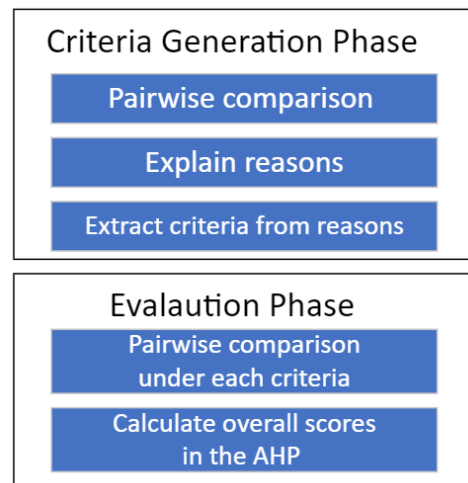 Criteria Generation Phase
Pairwise comparison
Explain reasons
Extract criteria from reasons
Evalaution Phase
Pairwise comparison
under each criteria
Calculate overall scores
in the AHP